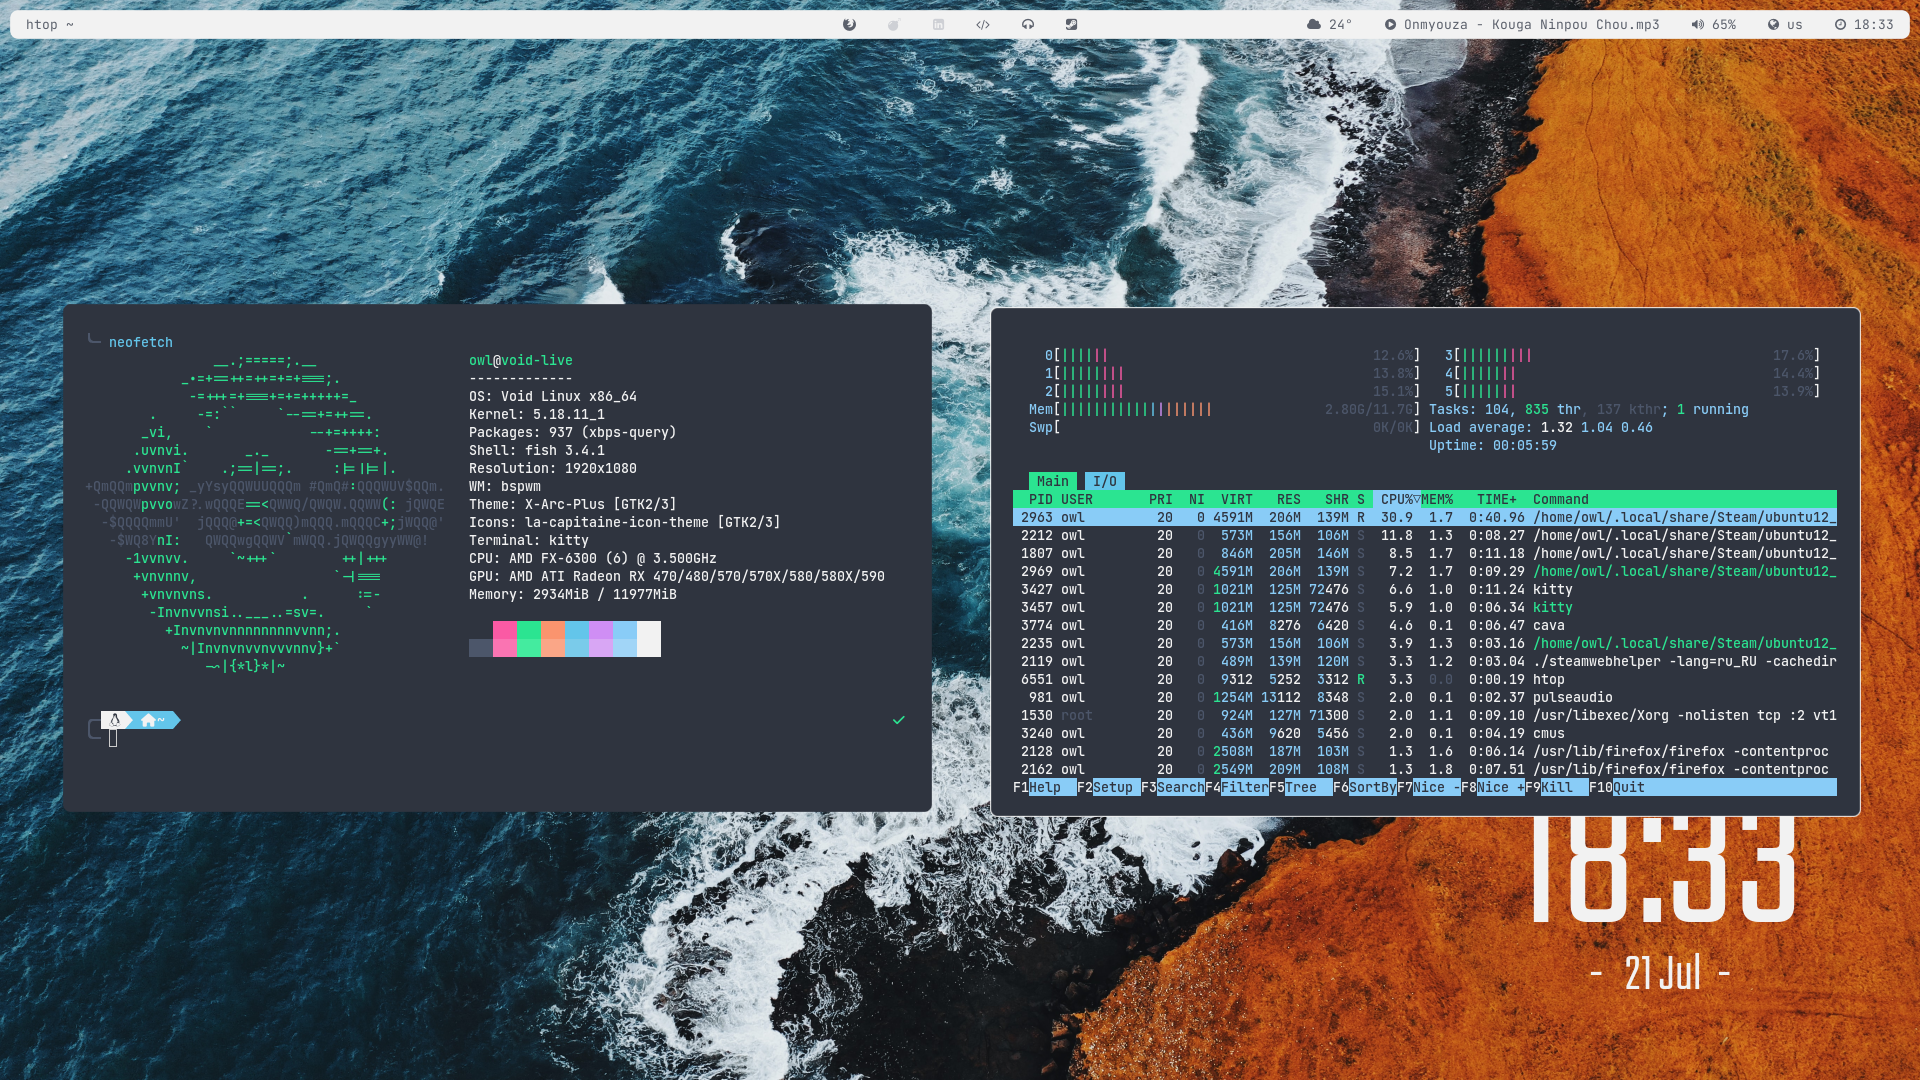 htop ~
24°
Onmyouza - Kouga Ninpou Chou.mp3
65%
us
18:33
neofetch
owl@void-live
-------------
OS: Void Linux x86_64
Kernel: 5.18.11_1
Packages: 937 (xbps-query)
Shell: fish 3.4.1
Resolution: 1920x1080
WM: bspwm
Theme: X-Arc-Plus [GTK2/3]
Icons: la-capitaine-icon-theme [GTK2/3]
Terminal: kitty
CPU: AMD FX-6300 (6) @ 3.500GHz
GPU: AMD ATI Radeon RX 470/480/570/570X/580/580X/590
Memory: 2934MiB / 11977MiB
~
0[ 12.6%] 3[ 17.6%]
1[ 13.8%] 4[ 14.4%]
2[ 15.1%] 5[ 13.9%]
Mem[ 2.80G/11.7G] Tasks: 104, 835 thr, 137 kthr; 1 running
Swp[ 0K/0K] Load average: 1.32 1.04 0.46
Uptime: 00:05:59
Main I/O
PID USER PRI NI VIRT RES SHR S CPU%▽MEM% TIME+ Command
2963 owl 20 0 4591M 206M 139M R 30.9 1.7 0:40.96 /home/owl/.local/share/Steam/ubuntu12_
2212 owl 20 0 573M 156M 106M S 11.8 1.3 0:08.27 /home/owl/.local/share/Steam/ubuntu12_
1807 owl 20 0 846M 205M 146M S 8.5 1.7 0:11.18 /home/owl/.local/share/Steam/ubuntu12_
2969 owl 20 0 4591M 206M 139M S 7.2 1.7 0:09.29 /home/owl/.local/share/Steam/ubuntu12_
3427 owl 20 0 1021M 125M 72476 S 6.6 1.0 0:11.24 kitty
3457 owl 20 0 1021M 125M 72476 S 5.9 1.0 0:06.34 kitty
3774 owl 20 0 416M 8276 6420 S 4.6 0.1 0:06.47 cava
2235 owl 20 0 573M 156M 106M S 3.9 1.3 0:03.16 /home/owl/.local/share/Steam/ubuntu12_
2119 owl 20 0 489M 139M 120M S 3.3 1.2 0:03.04 ./steamwebhelper -lang=ru_RU -cachedir
6551 owl 20 0 9312 5252 3312 R 3.3 0.0 0:00.19 htop
981 owl 20 0 1254M 13112 8348 S 2.0 0.1 0:02.37 pulseaudio
1530 root 20 0 924M 127M 71300 S 2.0 1.1 0:09.10 /usr/libexec/Xorg -nolisten tcp :2 vt1
3240 owl 20 0 436M 9620 5456 S 2.0 0.1 0:04.19 cmus
2128 owl 20 0 2508M 187M 103M S 1.3 1.6 0:06.14 /usr/lib/firefox/firefox -contentproc
2162 owl 20 0 2549M 209M 108M S 1.3 1.8 0:07.51 /usr/lib/firefox/firefox -contentproc
F1Help F2Setup F3SearchF4FilterF5Tree F6SortByF7Nice -F8Nice +F9Kill F10Quit
18:33
- 21 Jul -